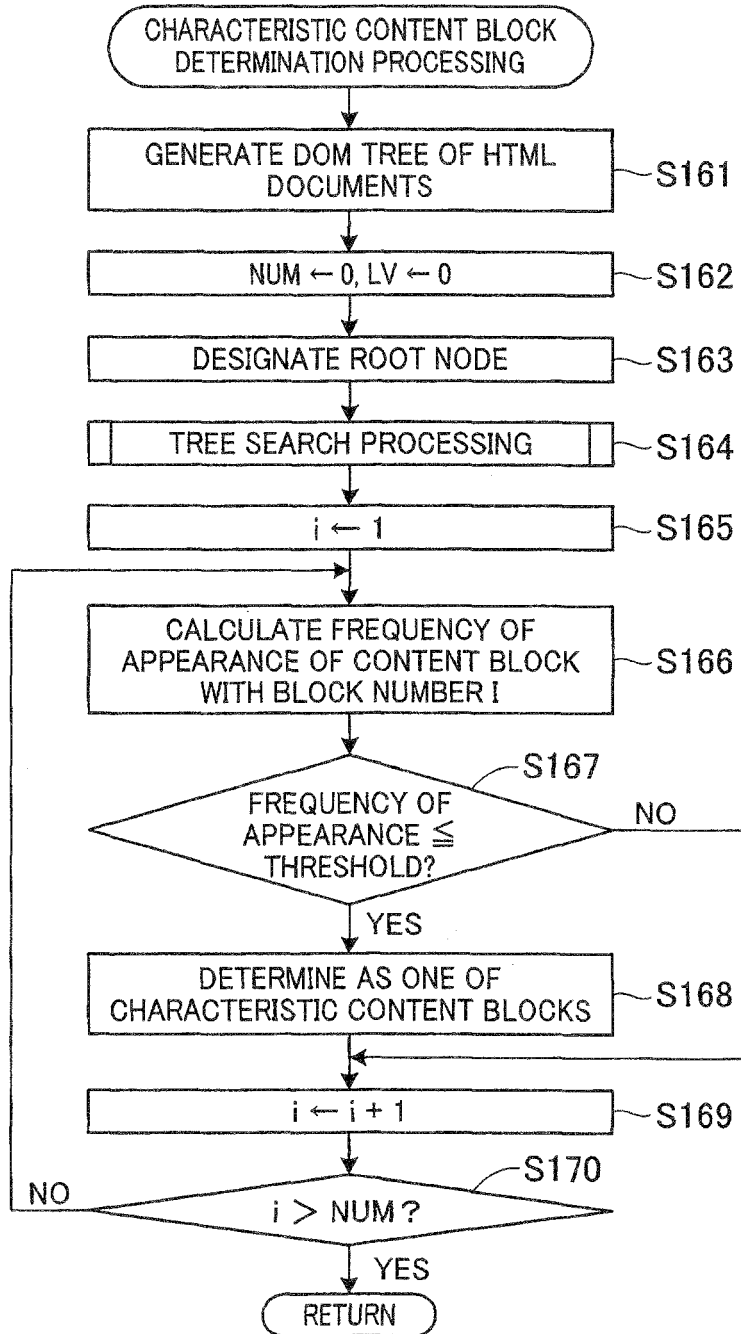 CHARACTERISTIC CONTENT BLOCK
DETERMINATION PROCESSING
GENERATE DOM TREE OF HTML
DOCUMENTS
S161
NUM ← 0, LV ← 0
S162
DESIGNATE ROOT NODE
S163
TREE SEARCH PROCESSING
S164
i ← 1
S165
CALCULATE FREQUENCY OF
APPEARANCE OF CONTENT BLOCK
WITH BLOCK NUMBER I
S166
S167
FREQUENCY OF
APPEARANCE ≦
THRESHOLD?
NO
YES
DETERMINE AS ONE OF
CHARACTERISTIC CONTENT BLOCKS
S168
i ← i + 1
S169
S170
NO
i > NUM ?
YES
RETURN